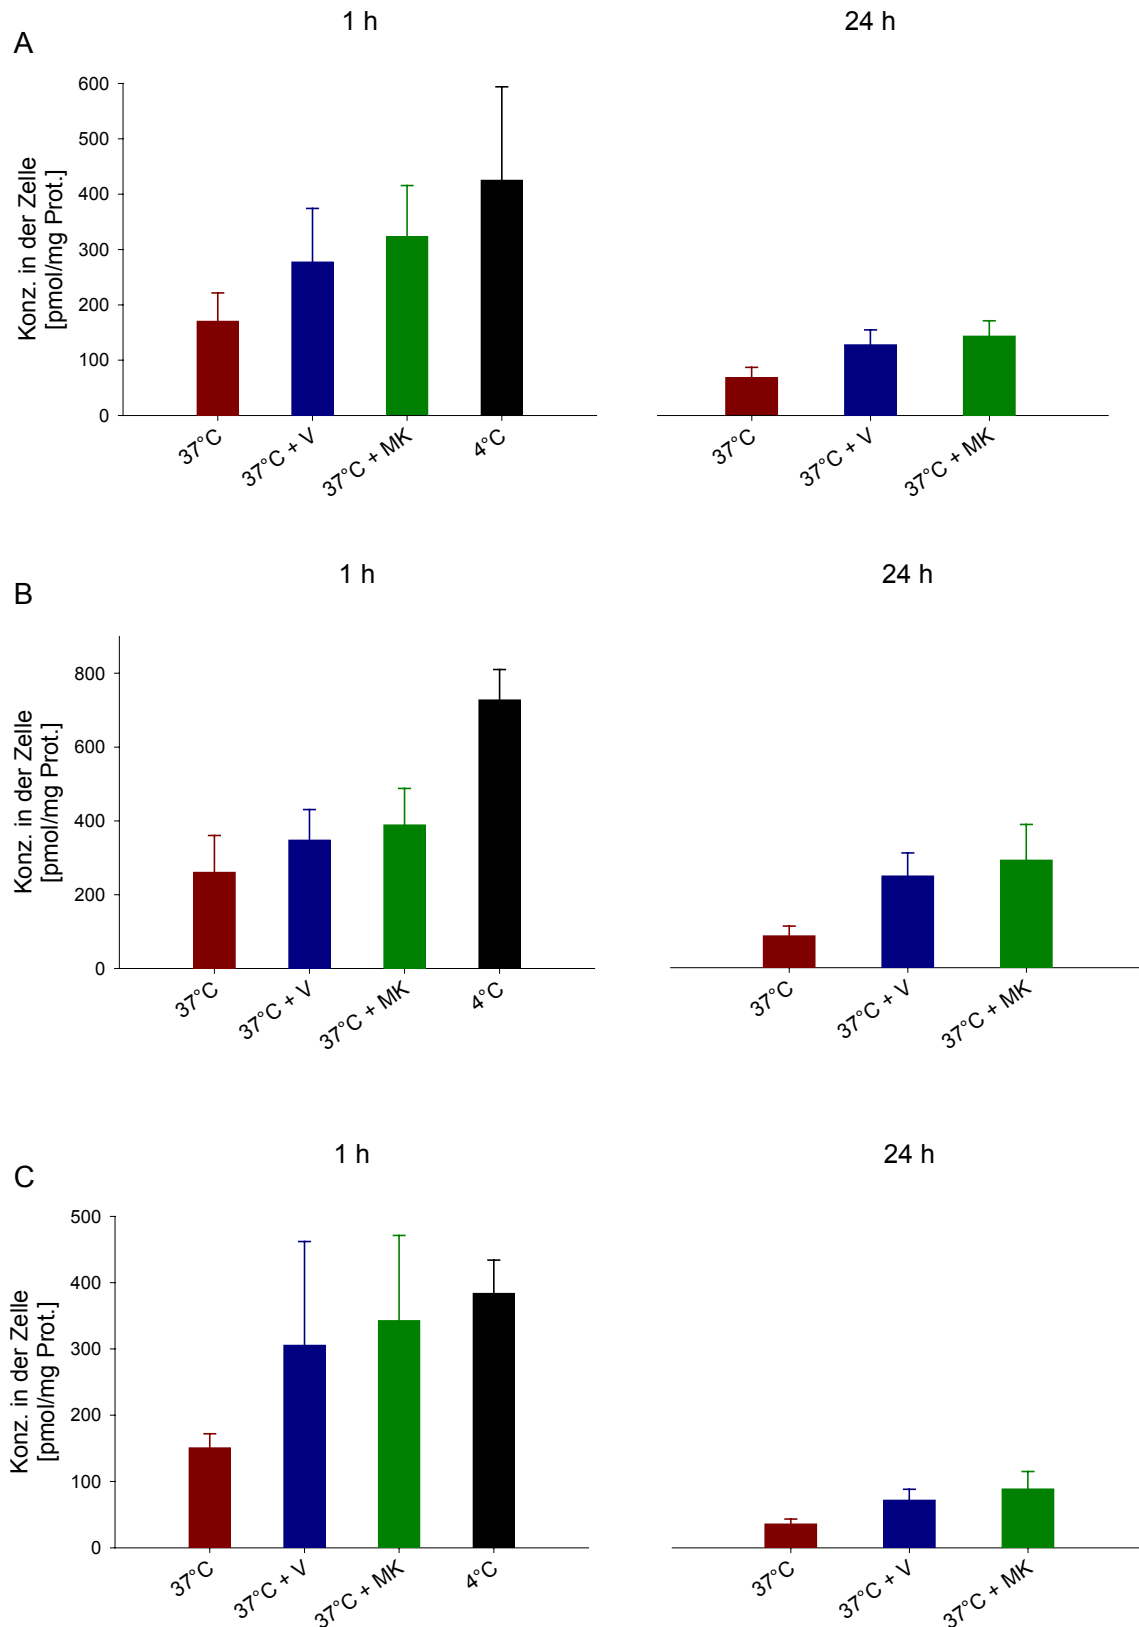 1 h
24 h
A
Konz. in der Zelle
[pmol/mg Prot.]
600
500
400
300
200
100
0
37°C
37°C + V
37°C + MK
4°C
37°C
37°C + V
37°C + MK
1 h
24 h
B
Konz. in der Zelle
[pmol/mg Prot.]
800
600
400
200
0
37°C
37°C + V
37°C + MK
4°C
37°C
37°C + V
37°C + MK
1 h
24 h
C
Konz. in der Zelle
[pmol/mg Prot.]
500
400
300
200
100
0
37°C
37°C + V
37°C + MK
4°C
37°C
37°C + V
37°C + MK